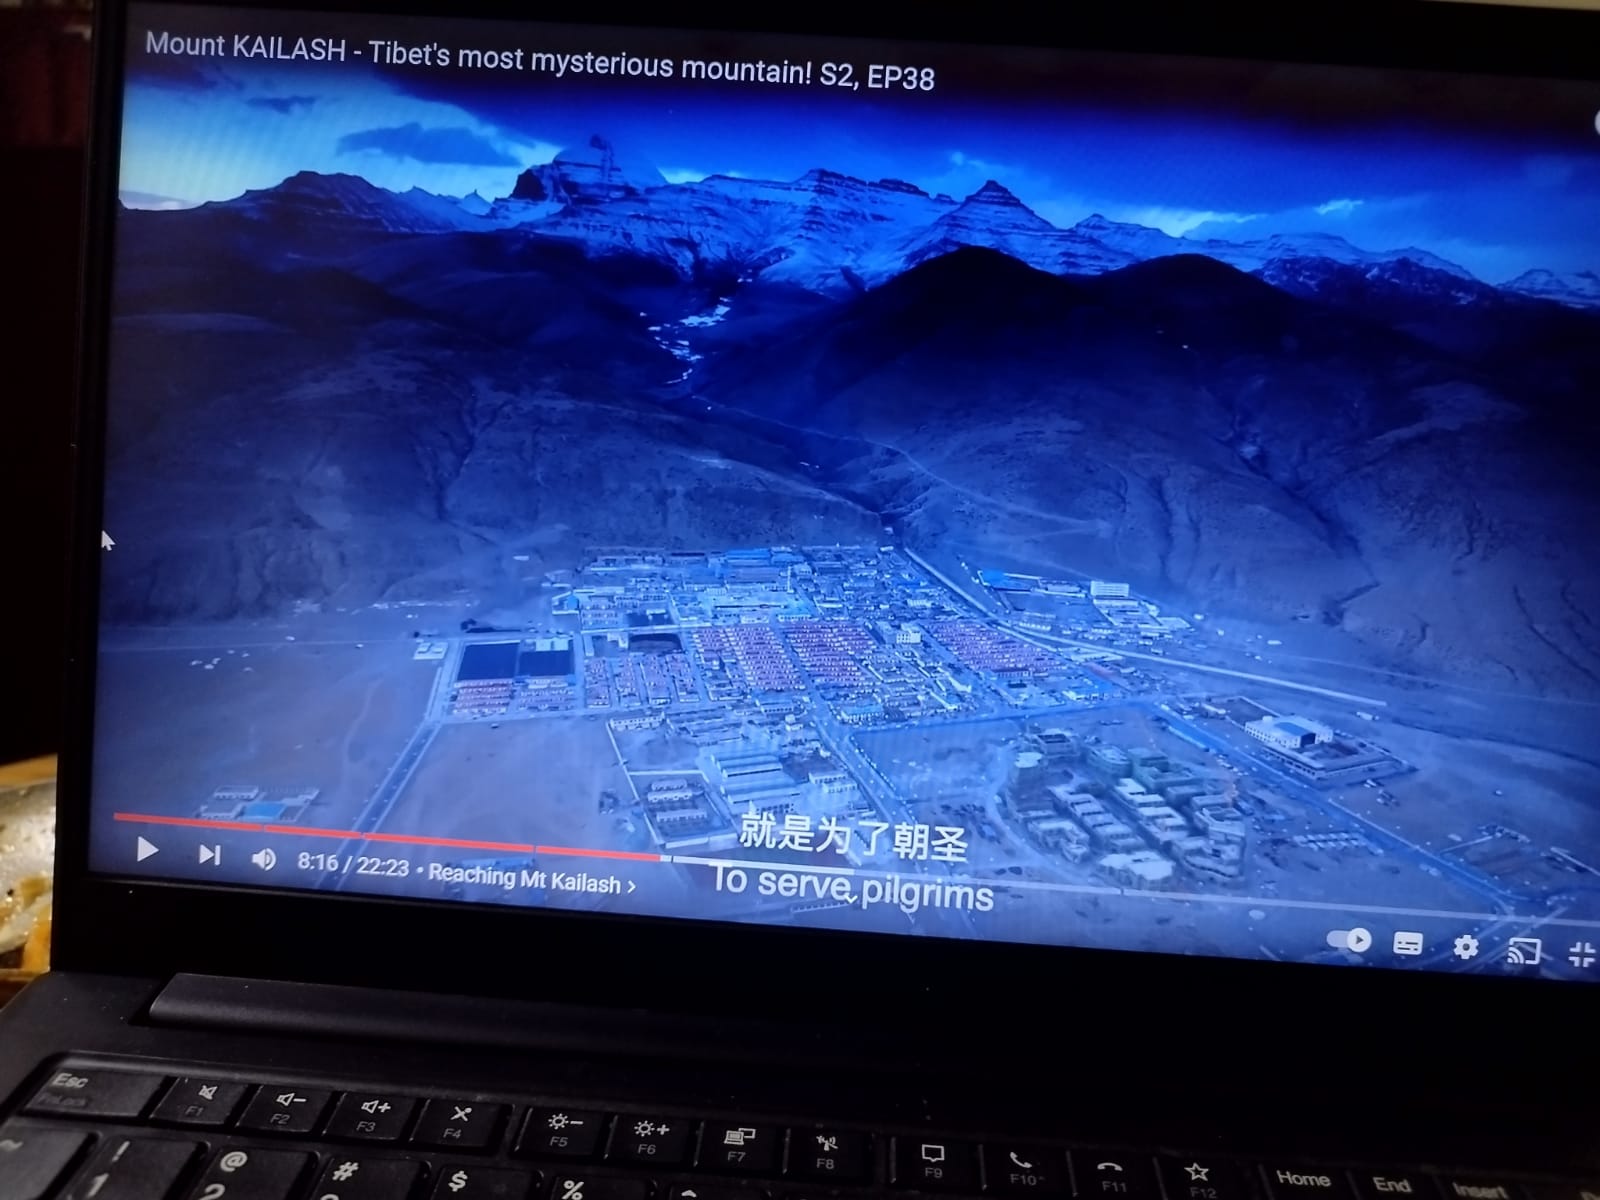 Mount KAILASH - Tibet's most mysterious mountain! S2, EP38
就是为了朝圣
To serve pilgrims
8:16 / 22:23 • Reaching Mt Kailash >
Esc
F1
F2
F3
F4
F5
F6
F7
F8
F9
F10
F11
F12
Home
End
Insert
~
!
1
@
2
#
$
%
^